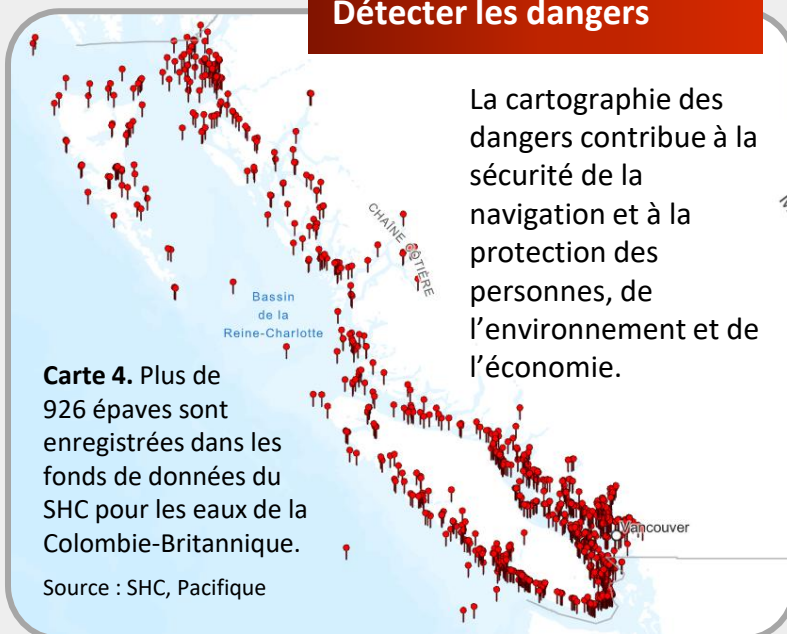 Détecter les dangers
La cartographie des
dangers contribue à la
sécurité de la
navigation et à la
protection des
personnes, de
l'environnement et de
l'économie.
CHAÎNE CÔTIÈRE
Bassin
de la
Reine-Charlotte
Carte 4. Plus de
926 épaves sont
enregistrées dans les
fonds de données du
SHC pour les eaux de la
Colombie-Britannique.
Source : SHC, Pacifique
Vancouver